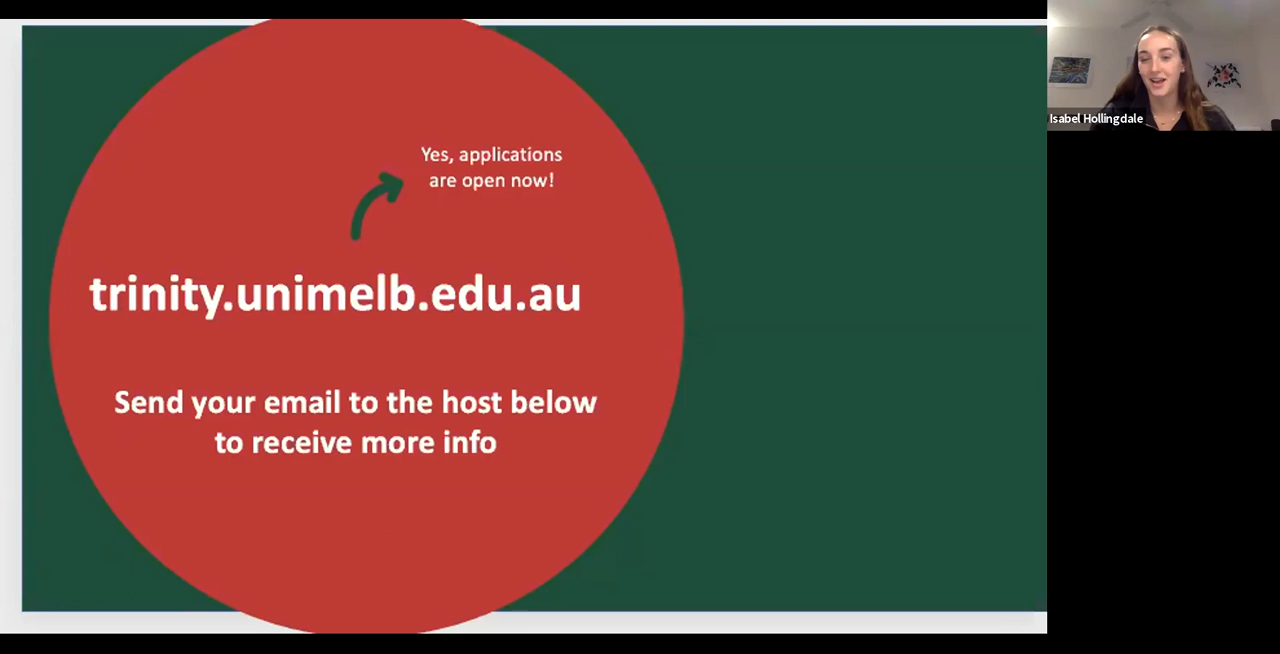 Yes, applications
are open now!
trinity.unimelb.edu.au
Send your email to the host below
to receive more info
Isabel Hollingdale